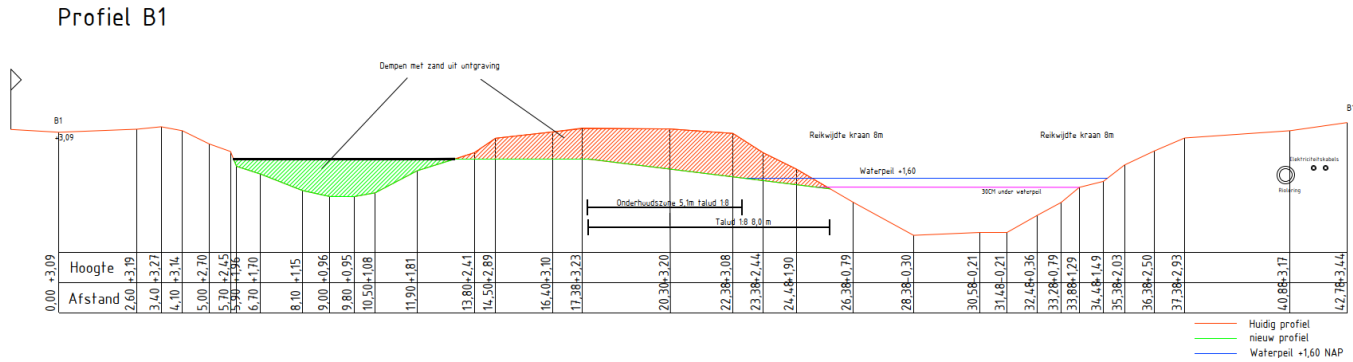 Profiel B1
Dempen met zand uit untgraving
B1
+3,09
Reikwijdte kraan 8m
Reikwijdte kraan 8m
Waterpeil +1,60
30CM under waterpeil
Elektriciteitskabels
Riolering
Onderhuudszone 5,1m talud 1:8
Talud 1:8 8,0 m
Hoogte
+3,09 +3,19 +3,27 +3,14 +2,70 +2,45 +1,96 +1,70 +1,15 +0,96 +0,95 +1,08 +1,81 +2,41 +2,89 +3,10 +3,23 +3,20 +3,08 +2,44 +1,90 +0,79 -0,30 -0,21 -0,21 +0,36 +0,79 +1,29 +1,49 +2,03 +2,50 +2,93 +3,17 +3,44
Afstand
0,00 2,60 3,40 4,10 5,00 5,70 5,90 6,70 8,10 9,00 9,80 10,50 11,90 13,80 14,50 16,40 17,38 20,30 22,38 23,38 24,48 26,38 28,38 30,58 31,48 32,48 33,28 33,88 34,48 35,38 36,38 37,38 40,88 42,78
Huidig profiel
nieuw profiel
Waterpeil +1,60 NAP